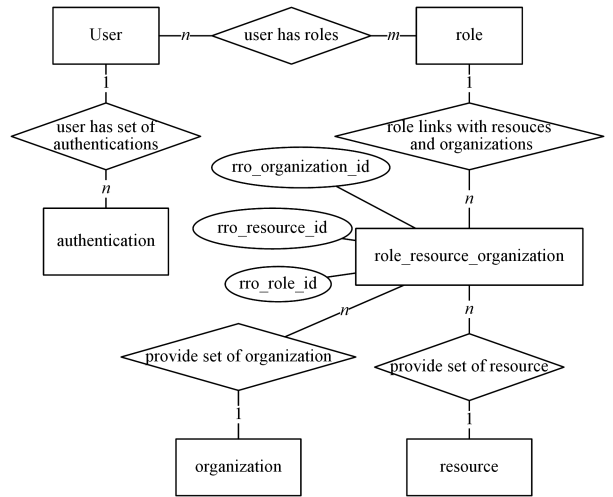 User
n
user has roles
m
role
1
1
user has set of
authentications
role links with resouces
and organizations
rro_organization_id
n
n
rro_resource_id
authentication
role_resource_organization
rro_role_id
n
n
provide set of organization
provide set of resource
1
1
organization
resource